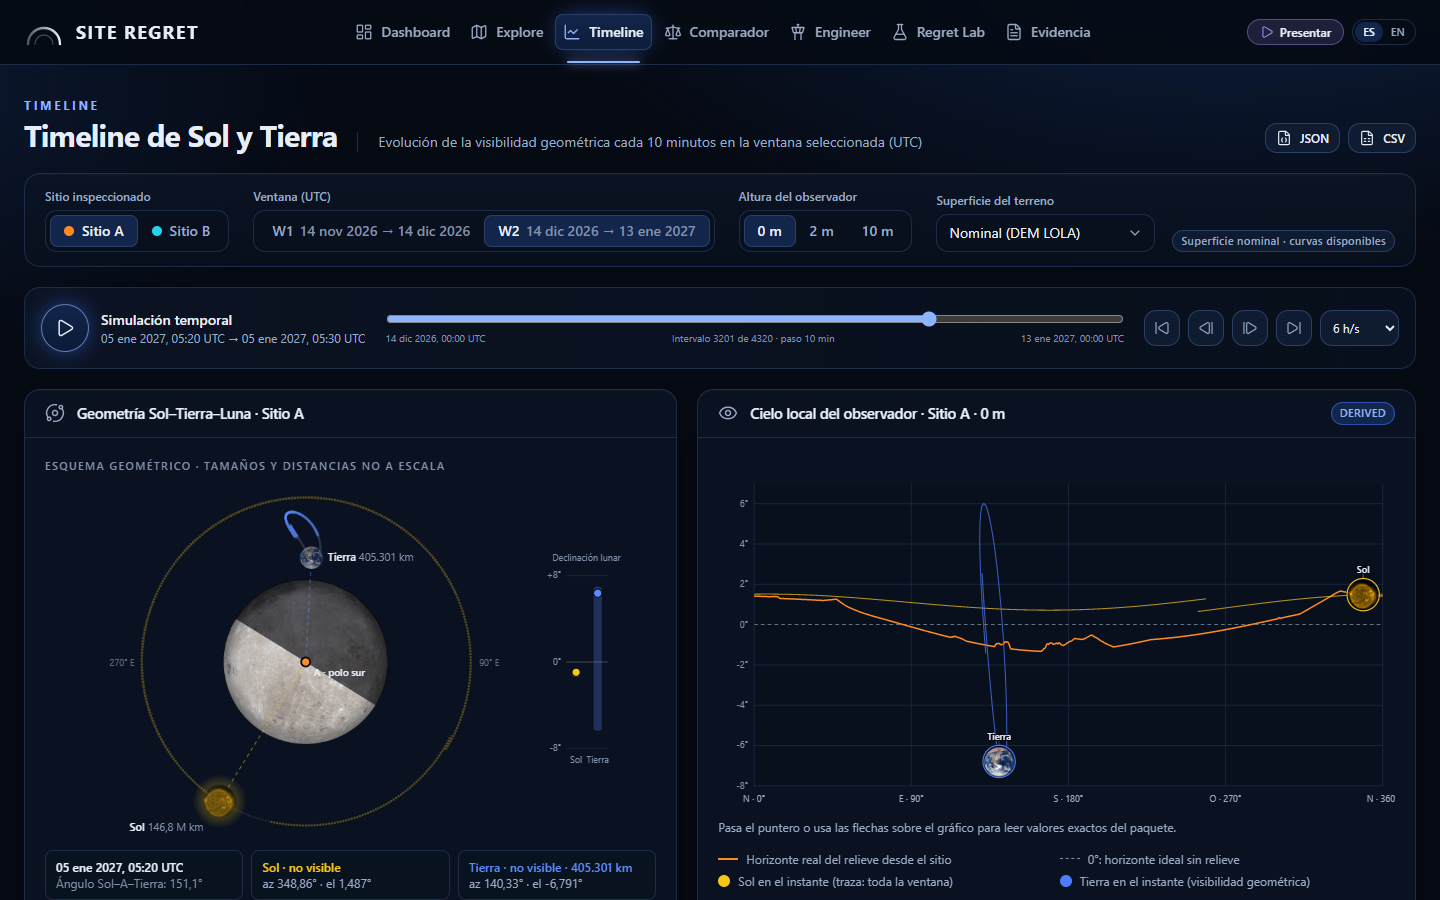 SITE REGRET
Dashboard
Explore
Timeline
Comparador
Engineer
Regret Lab
Evidencia
Presentar
ES
EN
TIMELINE
Timeline de Sol y Tierra
Evolución de la visibilidad geométrica cada 10 minutos en la ventana seleccionada (UTC)
JSON
CSV
Sitio inspeccionado
Sitio A
Sitio B
Ventana (UTC)
W1 14 nov 2026 → 14 dic 2026
W2 14 dic 2026 → 13 ene 2027
Altura del observador
0 m
2 m
10 m
Superficie del terreno
Nominal (DEM LOLA)
Superficie nominal · curvas disponibles
Simulación temporal
05 ene 2027, 05:20 UTC → 05 ene 2027, 05:30 UTC
14 dic 2026, 00:00 UTC
Intervalo 3201 de 4320 · paso 10 min
13 ene 2027, 00:00 UTC
6 h/s
Geometría Sol–Tierra–Luna · Sitio A
ESQUEMA GEOMÉTRICO · TAMAÑOS Y DISTANCIAS NO A ESCALA
Tierra 405.301 km
270° E
90° E
A · polo sur
Sol 146,8 M km
Declinación lunar
+8°
0°
-8°
Sol Tierra
05 ene 2027, 05:20 UTC
Ángulo Sol–A–Tierra: 151,1°
Sol · no visible
az 348,86° · el 1,487°
Tierra · no visible · 405.301 km
az 140,33° · el -6,791°
Cielo local del observador · Sitio A · 0 m
DERIVED
6°
4°
2°
0°
-2°
-4°
-6°
-8°
Sol
Tierra
N · 0°
E · 90°
S · 180°
O · 270°
N · 360
Pasa el puntero o usa las flechas sobre el gráfico para leer valores exactos del paquete.
Horizonte real del relieve desde el sitio
0°: horizonte ideal sin relieve
Sol en el instante (traza: toda la ventana)
Tierra en el instante (visibilidad geométrica)